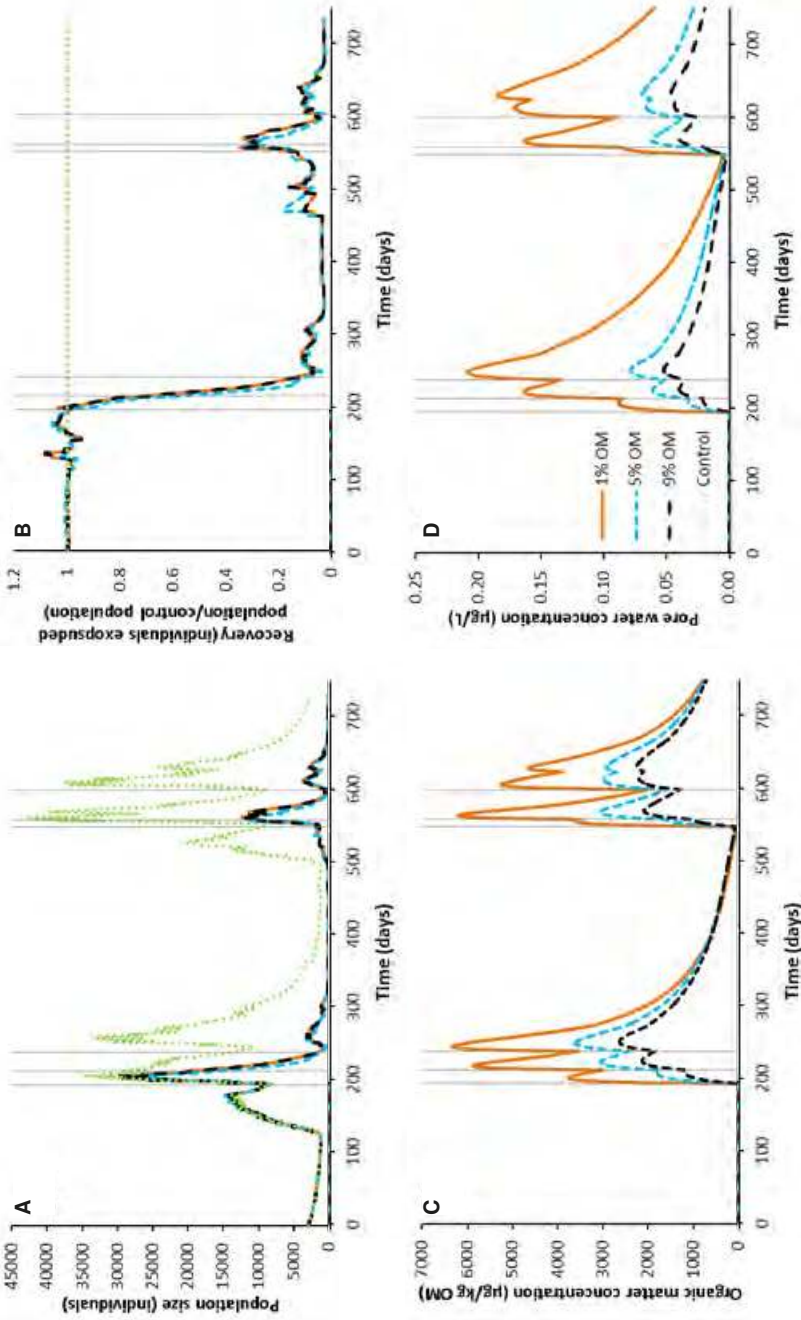 A
45000
40000
35000
30000
25000
20000
15000
10000
5000
0
Population size (individuals)
0 100 200 300 400 500 600 700
Time (days)
B
1.2
1
0.8
0.6
0.4
0.2
0
Recovery (individuals exopsuded
population/control population)
0 100 200 300 400 500 600 700
Time (days)
C
7000
6000
5000
4000
3000
2000
1000
0
Organic matter concentration (µg/kg OM)
0 100 200 300 400 500 600 700
Time (days)
D
0.25
0.20
0.15
0.10
0.05
0.00
Pore water concentration (µg/L)
1% OM
5% OM
9% OM
Control
0 100 200 300 400 500 600 700
Time (days)